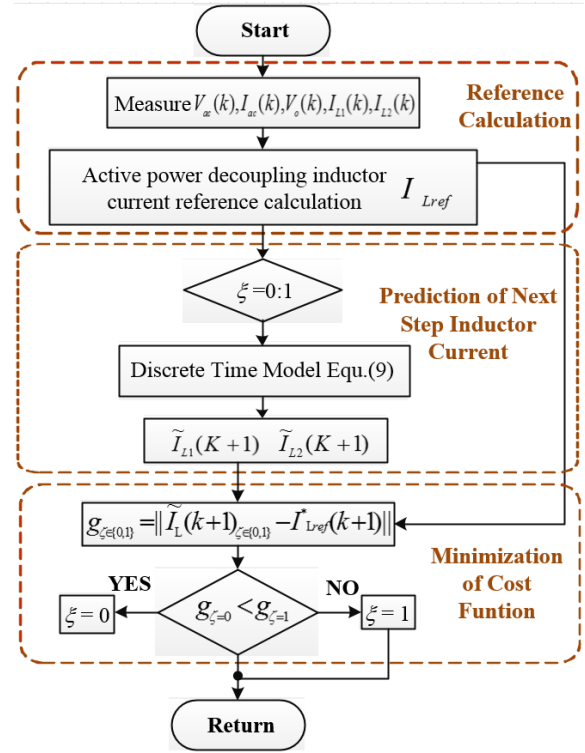 Start
Measure V_ac(k),I_ac(k),V_o(k),I_L1(k),I_L2(k)
Reference
Calculation
Active power decoupling inductor
current reference calculation I_Lref
ξ=0:1
Prediction of Next
Step Inductor
Current
Discrete Time Model Equ.(9)
Ĩ_L1(K+1) Ĩ_L2(K+1)
g_ζ∈{0,1}=||Ĩ_L(k+1)_ζ∈{0,1}−I*_Lref(k+1)||
Minimization
of Cost
Funtion
YES
NO
ξ=0
g_ζ=0<g_ζ=1
ξ=1
Return